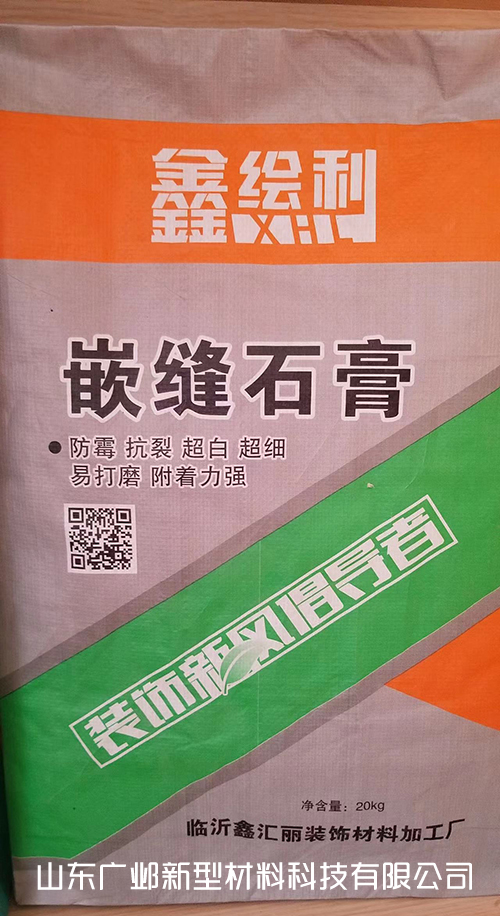 鑫绘利
嵌缝石膏
●防霉 抗裂 超白 超细
易打磨 附着力强
装饰新风倡导者
净含量：20kg
临沂鑫汇丽装饰材料加工厂
山东广邺新型材料科技有限公司